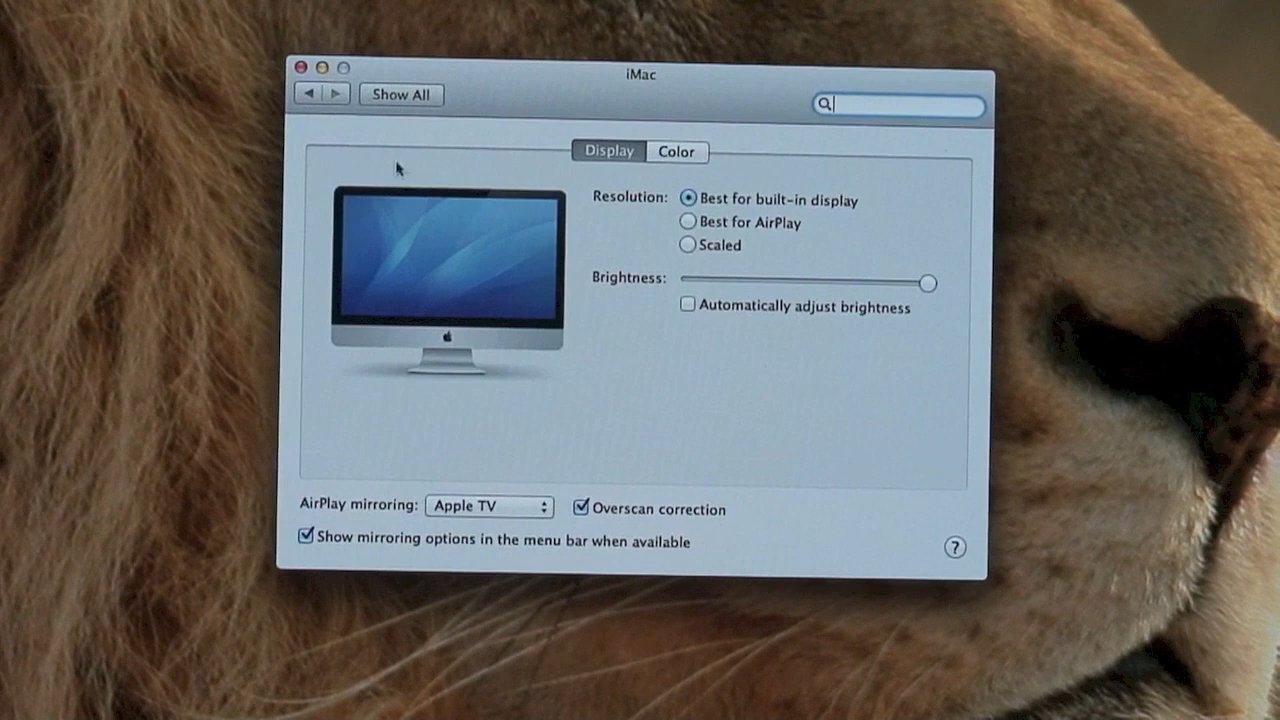 iMac
Show All
Display Color
Resolution: Best for built-in display
Best for AirPlay
Scaled
Brightness:
Automatically adjust brightness
AirPlay mirroring: Apple TV Overscan correction
Show mirroring options in the menu bar when available ?